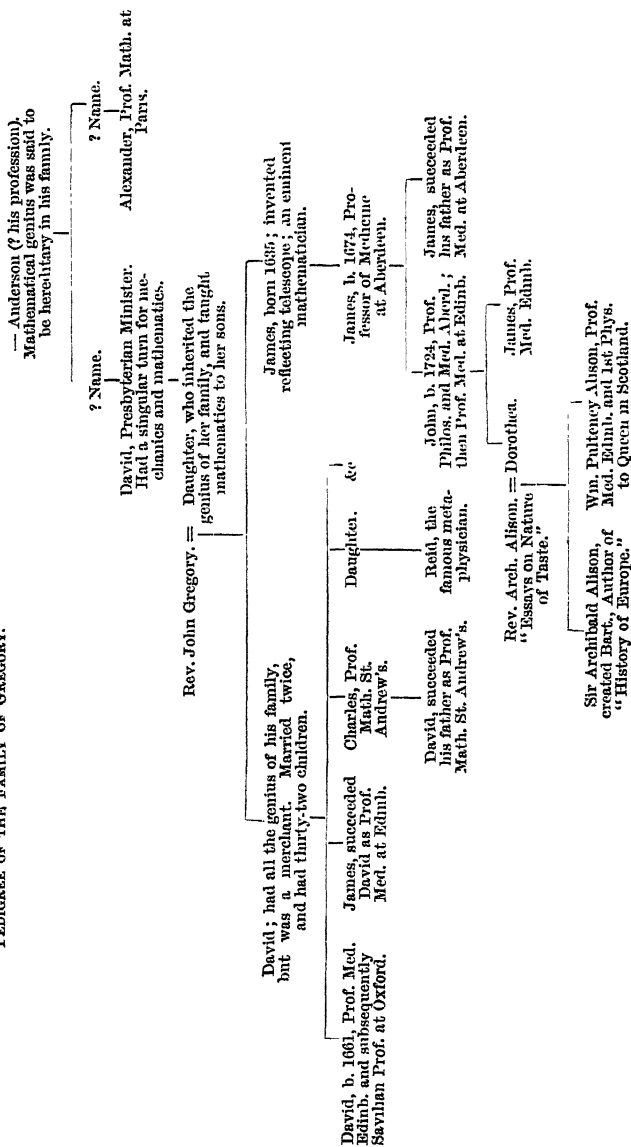 PEDIGREE OF THE FAMILY OF GREGORY.
— Anderson (? his profession).
Mathematical genius was said to
be hereditary in his family.
? Name.
? Name.
David, Presbyterian Minister.
Had a singular turn for me-
chanics and mathematics.
Alexander, Prof. Math. at
Paris.
Rev. John Gregory. = Daughter, who inherited the
genius of her family, and taught
mathematics to her sons.
David; had all the genius of his family,
but was a merchant. Married twice,
and had thirty-two children.
James, born 1635; invented
reflecting telescope; an eminent
mathematician.
David, b. 1661, Prof. Med.
Edinb. and subsequently
Savilian Prof. at Oxford.
James, succeeded
David as Prof.
Med. at Edinb.
Charles, Prof.
Math. St.
Andrew's.
Daughter.
&c
James, b. 1674, Pro-
fessor of Medicine
at Aberdeen.
David, succeeded
his father as Prof.
Math. St. Andrew's.
Reid, the
famous meta-
physician.
John, b. 1724, Prof.
Philos. and Med. Aberd.;
then Prof. Med. at Edinb.
James, succeeded
his father as Prof.
Med. at Aberdeen.
Rev. Arch. Alison. = Dorothea.
"Essays on Nature
of Taste."
James, Prof.
Med. Edinb.
Sir Archibald Alison,
created Bart., Author of
"History of Europe."
Wm. Pulteney Alison, Prof.
Med. Edinb. and 1st Phys.
to Queen in Scotland.